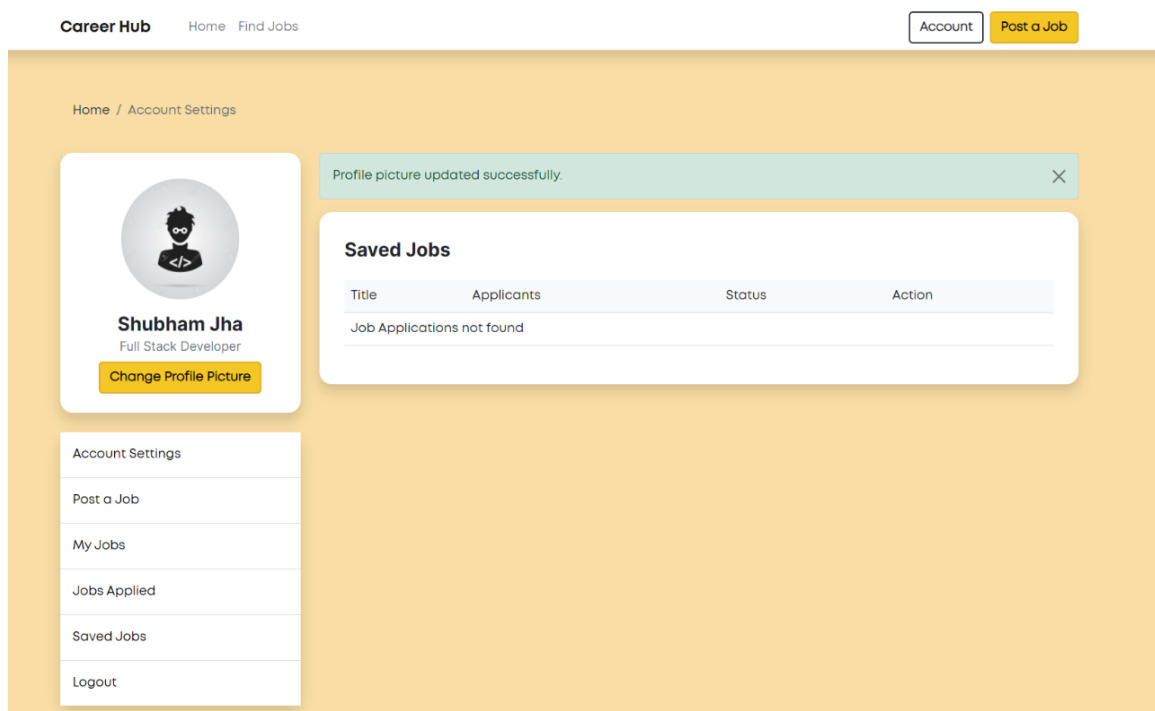 Career Hub Home Find Jobs Account Post a Job
Home / Account Settings
Profile picture updated successfully.
</>
Shubham Jha
Full Stack Developer
Change Profile Picture
Saved Jobs
Title Applicants Status Action
Job Applications not found
Account Settings
Post a Job
My Jobs
Jobs Applied
Saved Jobs
Logout